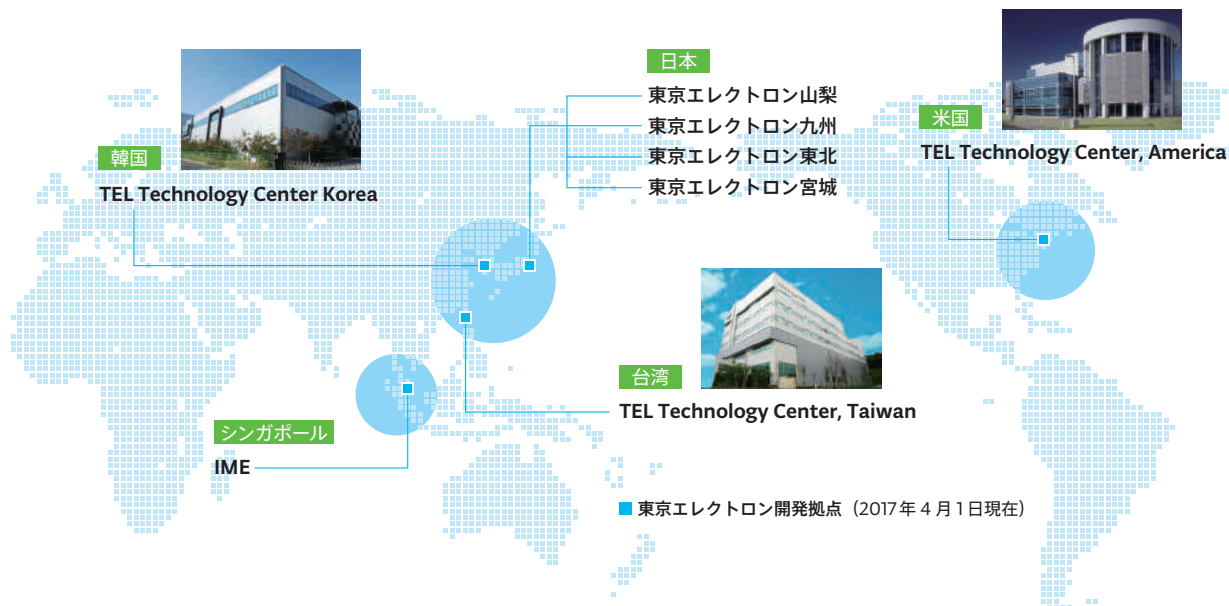 日本
東京エレクトロン山梨
東京エレクトロン九州
東京エレクトロン東北
東京エレクトロン宮城
米国
TEL Technology Center, America
韓国
TEL Technology Center Korea
台湾
TEL Technology Center, Taiwan
シンガポール
IME
東京エレクトロン開発拠点（2017年4月1日現在）